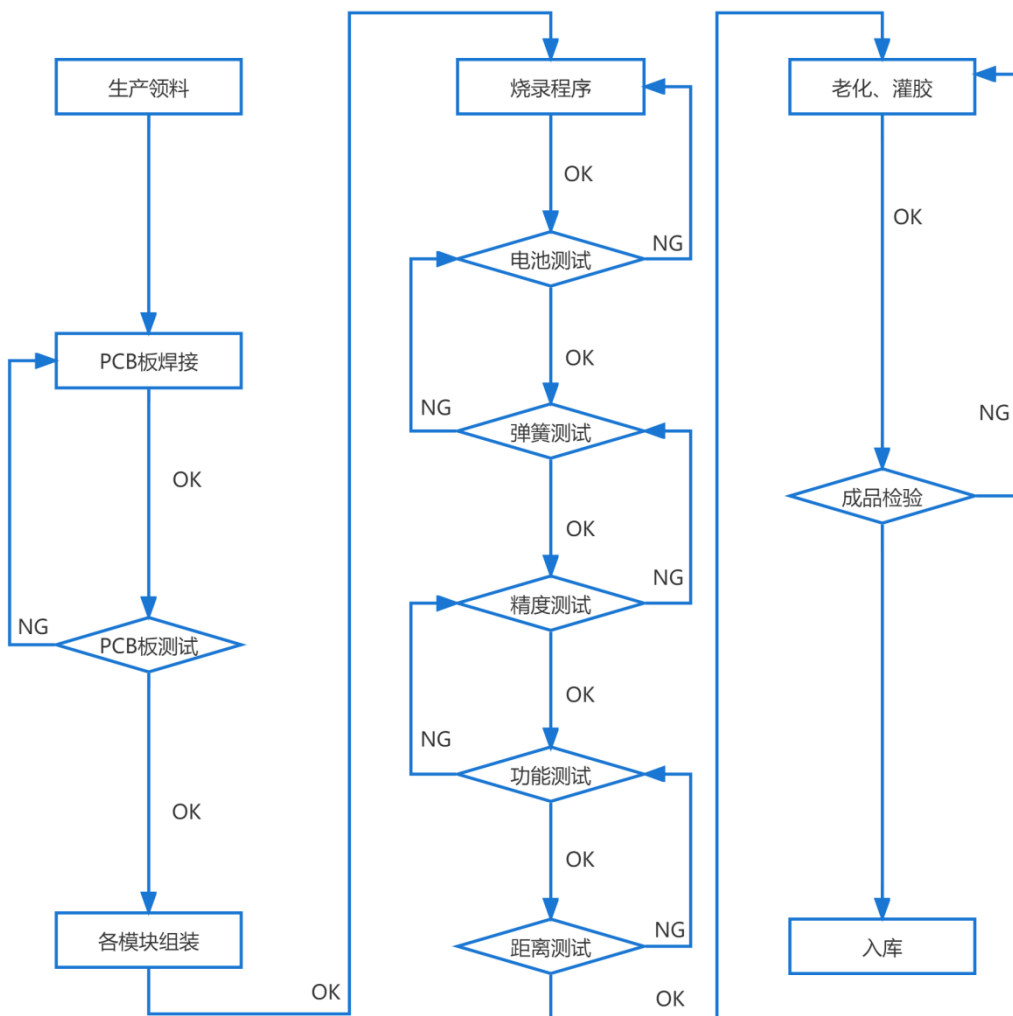 生产领料
PCB板焊接
OK
NG
PCB板测试
OK
各模块组装
OK
烧录程序
OK
电池测试
NG
OK
NG
弹簧测试
OK
精度测试
NG
OK
NG
功能测试
OK
距离测试
NG
OK
老化、灌胶
OK
NG
成品检验
入库